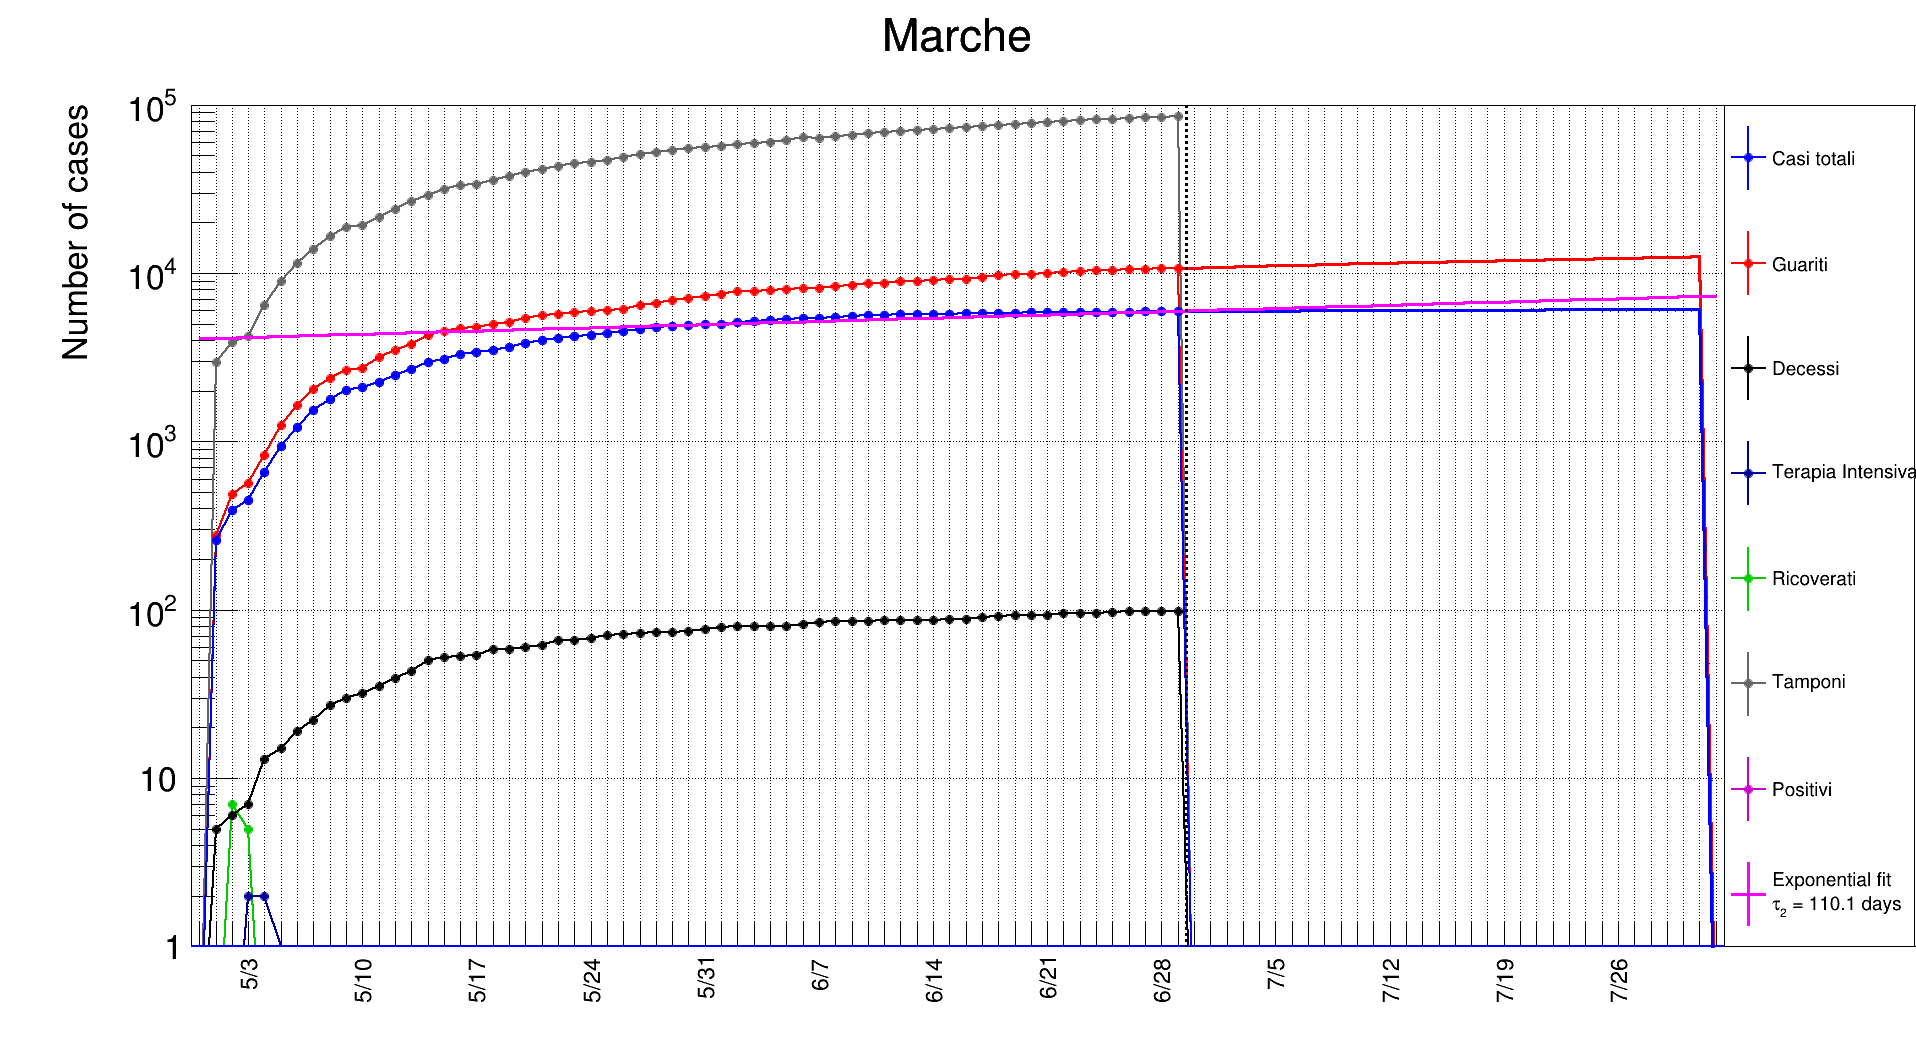 Marche
Number of cases
10^5
10^4
10^3
10^2
10
1
5/3
5/10
5/17
5/24
5/31
6/7
6/14
6/21
6/28
7/5
7/12
7/19
7/26
Casi totali
Guariti
Decessi
Terapia Intensiva
Ricoverati
Tamponi
Positivi
Exponential fit
τ_2 = 110.1 days